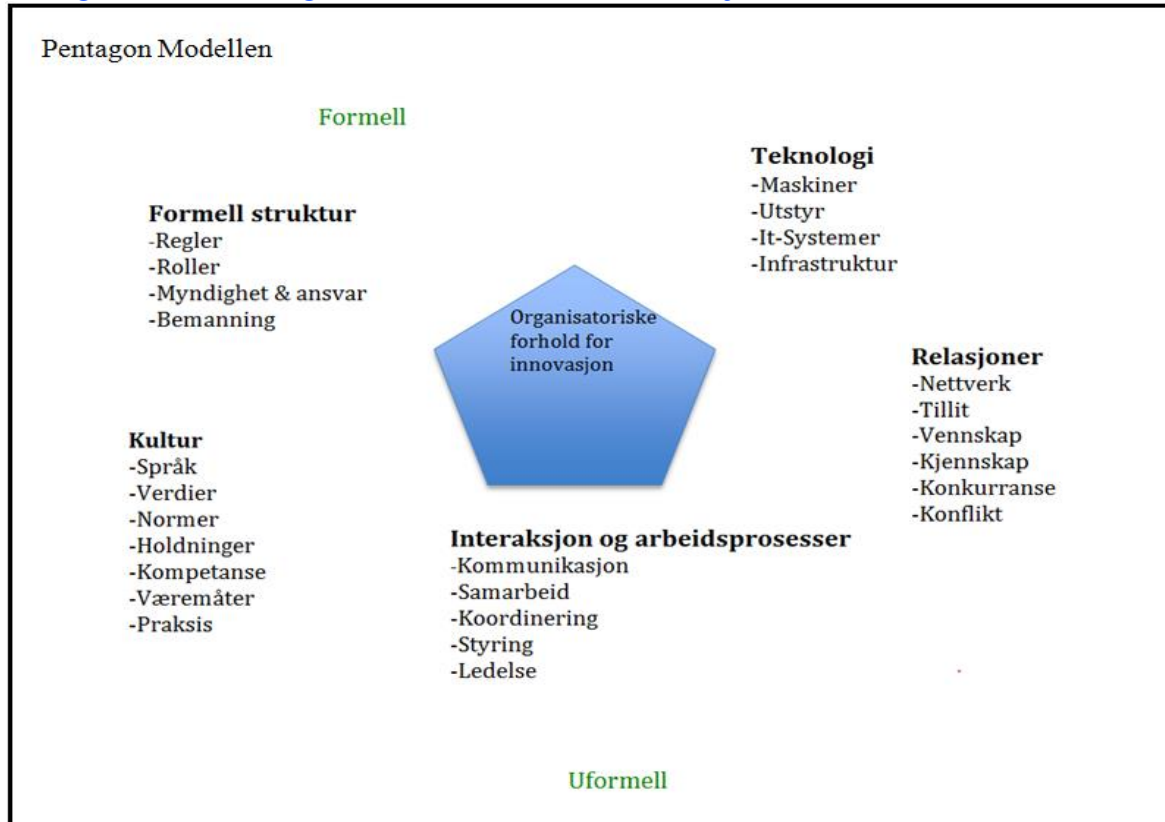 Pentagon Modellen
Formell
Formell struktur
-Regler
-Roller
-Myndighet & ansvar
-Bemanning
Teknologi
-Maskiner
-Utstyr
-It-Systemer
-Infrastruktur
Organisatoriske
forhold for
innovasjon
Relasjoner
-Nettverk
-Tillit
-Vennskap
-Kjennskap
-Konkurranse
-Konflikt
Kultur
-Språk
-Verdier
-Normer
-Holdninger
-Kompetanse
-Væremåter
-Praksis
Interaksjon og arbeidsprosesser
-Kommunikasjon
-Samarbeid
-Koordinering
-Styring
-Ledelse
Uformell